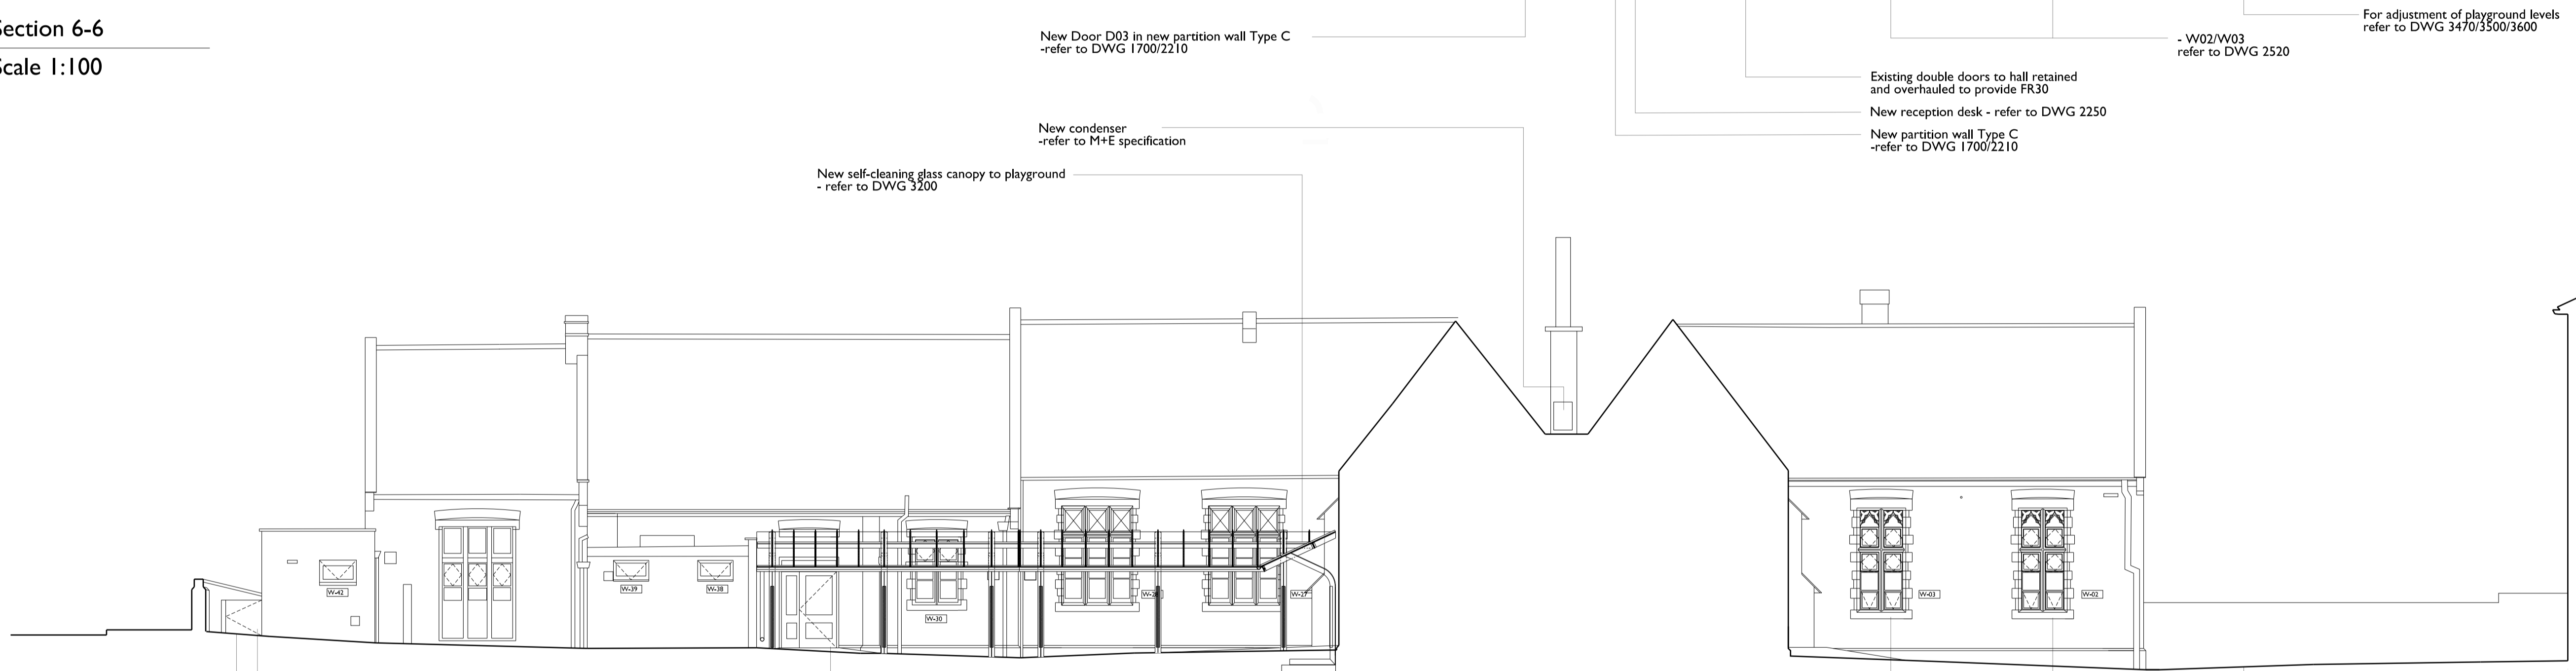 Section 6-6
Scale 1:100
New Door D03 in new partition wall Type C
-refer to DWG 1700/2210
For adjustment of playground levels
refer to DWG 3470/3500/3600
- W02/W03
refer to DWG 2520
Existing double doors to hall retained
and overhauled to provide FR30
New reception desk - refer to DWG 2250
New partition wall Type C
-refer to DWG 1700/2210
New condenser
-refer to M+E specification
New self-cleaning glass canopy to playground
- refer to DWG 3200
W-42
W-39
W-38
W-30
W-27
W-03
W-02